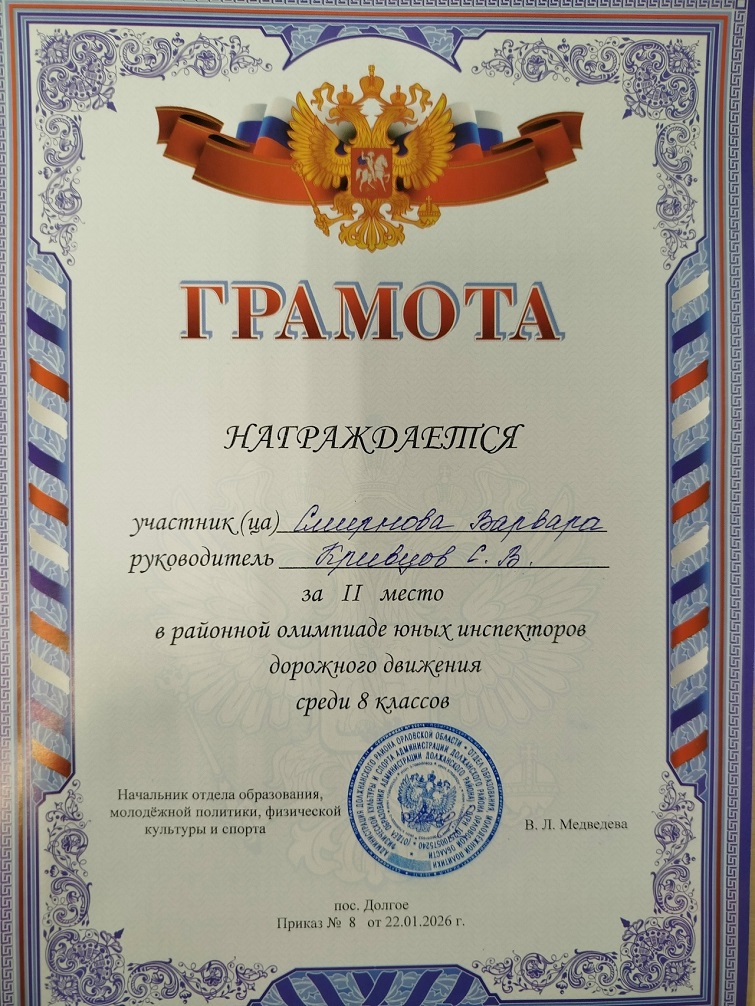 ГРАМОТА
НАГРАЖДАЕТСЯ
участник (ца) Смирнова Варвара
руководитель Кривцов С. В.
за II место
в районной олимпиаде юных инспекторов
дорожного движения
среди 8 классов
Начальник отдела образования,
молодёжной политики, физической
культуры и спорта
В. Л. Медведева
пос. Долгое
Приказ № 8 от 22.01.2026 г.